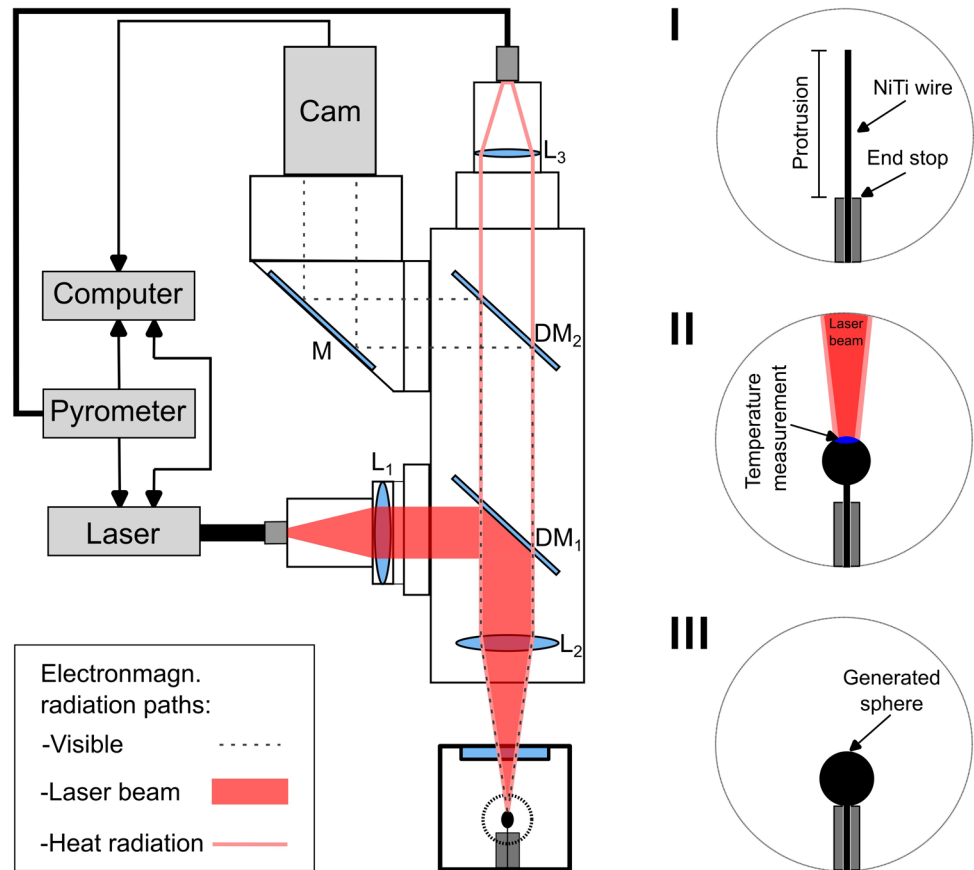 Cam
L3
Computer
M
DM2
Pyrometer
L1
Laser
DM1
L2
Electronmagn.
radiation paths:
-Visible
-Laser beam
-Heat radiation
I
Protrusion
NiTi wire
End stop
II
Laser
beam
Temperature
measurement
III
Generated
sphere